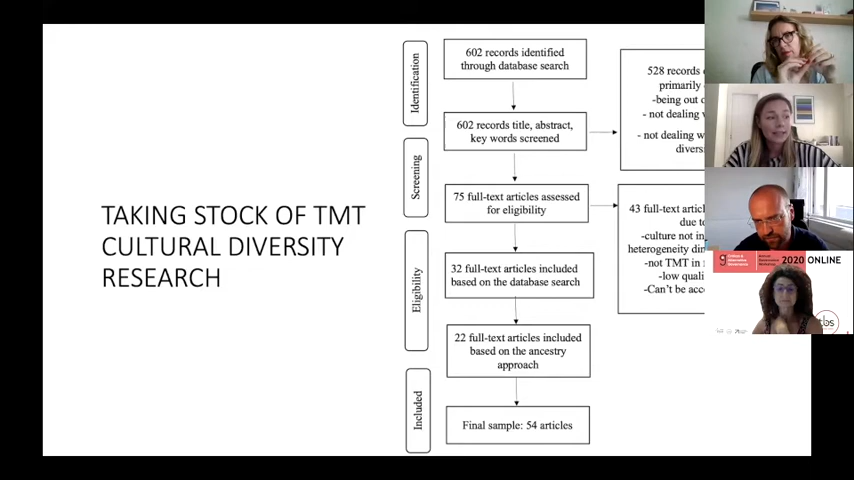 TAKING STOCK OF TMT
CULTURAL DIVERSITY
RESEARCH
Identification
602 records identified
through database search
602 records title, abstract,
key words screened
528 records
primarily
-being out
- not dealing
- not dealing
Screening
75 full-text articles assessed
for eligibility
43 full-text
due to
-culture not
heterogeneity
-not TMT in
-low
-Can't be
Eligibility
32 full-text articles included
based on the database search
22 full-text articles included
based on the ancestry
approach
Included
Final sample: 54 articles
2020 ONLINE
tbs